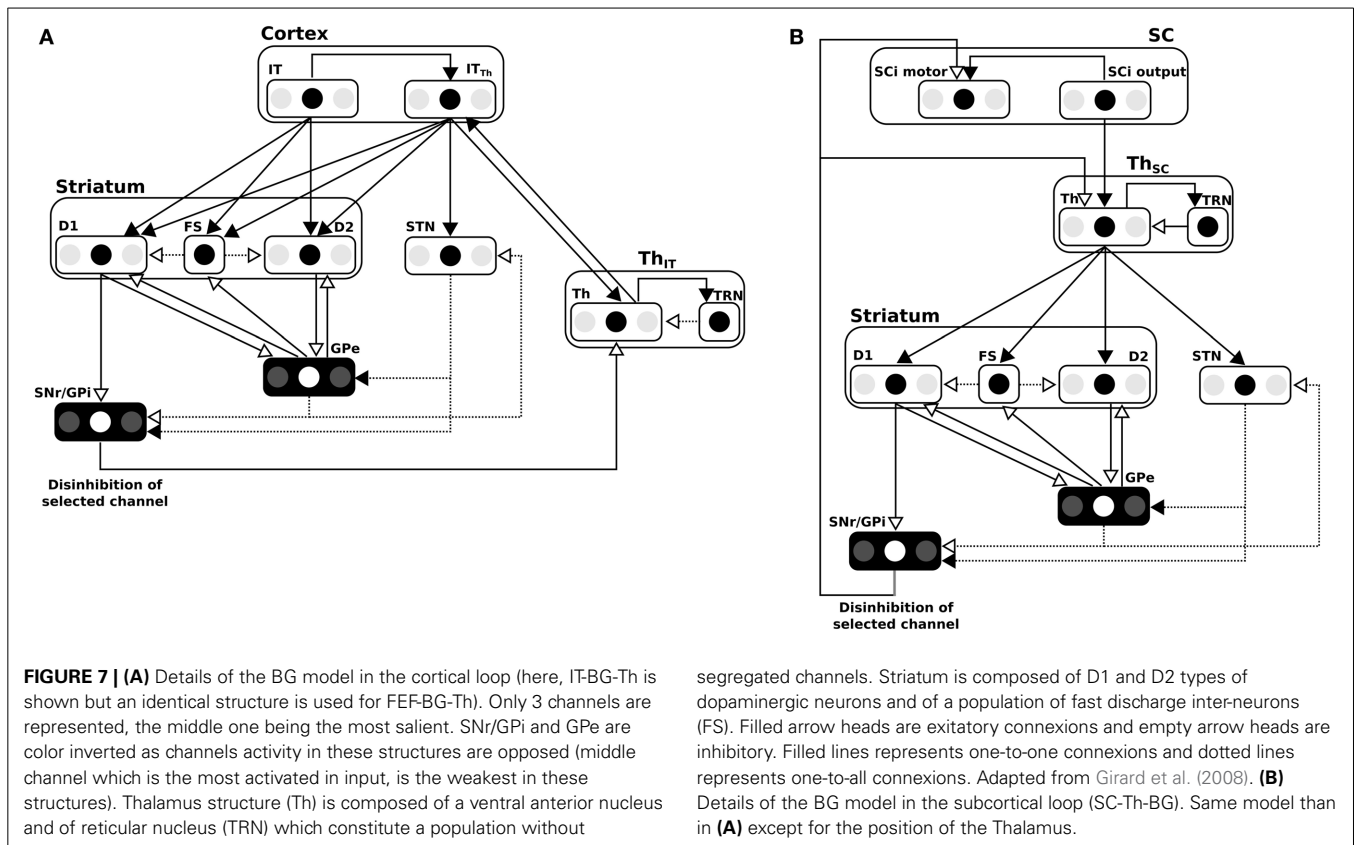 A
Cortex
IT
IT_Th
Striatum
D1
FS
D2
STN
Th_IT
Th
TRN
GPe
SNr/GPi
Disinhibition of
selected channel
B
SC
SCi motor
SCi output
Th_SC
Th
TRN
Striatum
D1
FS
D2
STN
GPe
SNr/GPi
Disinhibition of
selected channel
FIGURE 7 | (A) Details of the BG model in the cortical loop (here, IT-BG-Th is
shown but an identical structure is used for FEF-BG-Th). Only 3 channels are
represented, the middle one being the most salient. SNr/GPi and GPe are
color inverted as channels activity in these structures are opposed (middle
channel which is the most activated in input, is the weakest in these
structures). Thalamus structure (Th) is composed of a ventral anterior nucleus
and of reticular nucleus (TRN) which constitute a population without
segregated channels. Striatum is composed of D1 and D2 types of
dopaminergic neurons and of a population of fast discharge inter-neurons
(FS). Filled arrow heads are exitatory connexions and empty arrow heads are
inhibitory. Filled lines represents one-to-one connexions and dotted lines
represents one-to-all connexions. Adapted from Girard et al. (2008). (B)
Details of the BG model in the subcortical loop (SC-Th-BG). Same model than
in (A) except for the position of the Thalamus.